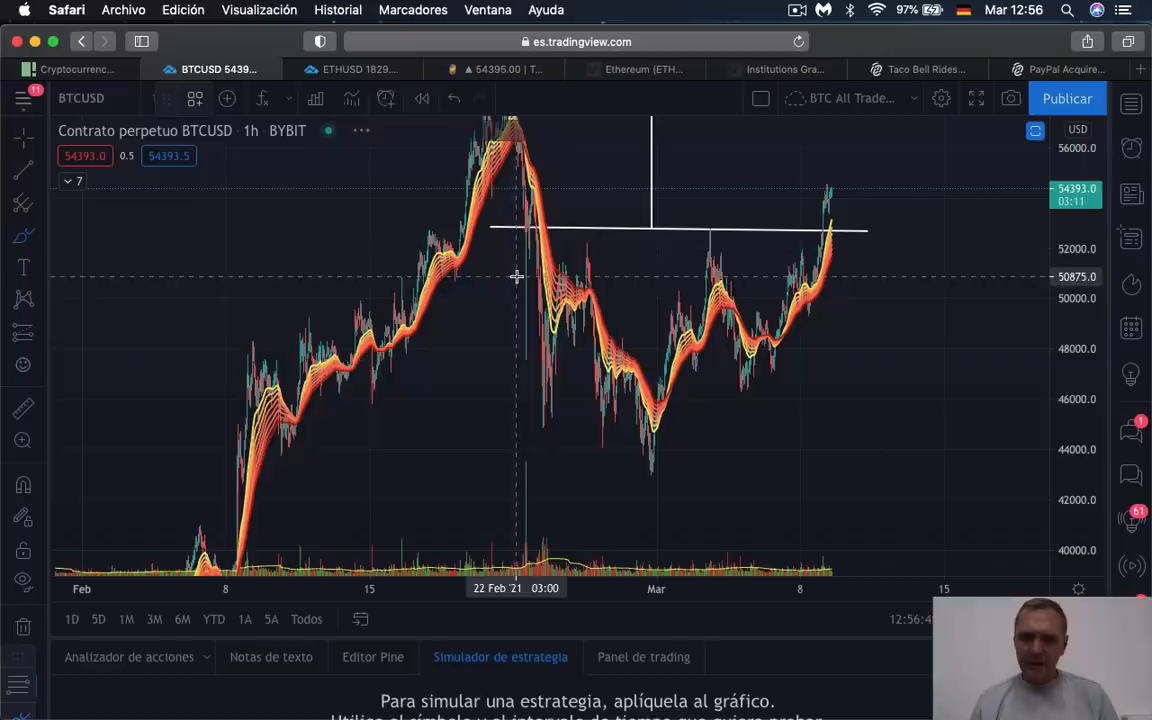 Safari Archivo Edición Visualización Historial Marcadores Ventana Ayuda 97% Mar 12:56
es.tradingview.com
Cryptocurrenc... BTCUSD 5439... ETHUSD 1829.... ▲ 54395.00 | T... Ethereum (ETH... Institutions Gra... Taco Bell Rides... PayPal Acquire...
11 BTCUSD BTC All Trade... Publicar
Contrato perpetuo BTCUSD · 1h · BYBIT USD
54393.0 0.5 54393.5
7
56000.0
54393.0
03:11
52000.0
50875.0
50000.0
48000.0
46000.0
1
44000.0
42000.0
61
40000.0
Feb 8 15 22 Feb '21 03:00 Mar 8 15
1D 5D 1M 3M 6M YTD 1A 5A Todos
Analizador de acciones Notas de texto Editor Pine Simulador de estrategia Panel de trading
Para simular una estrategia, aplíquela al gráfico.